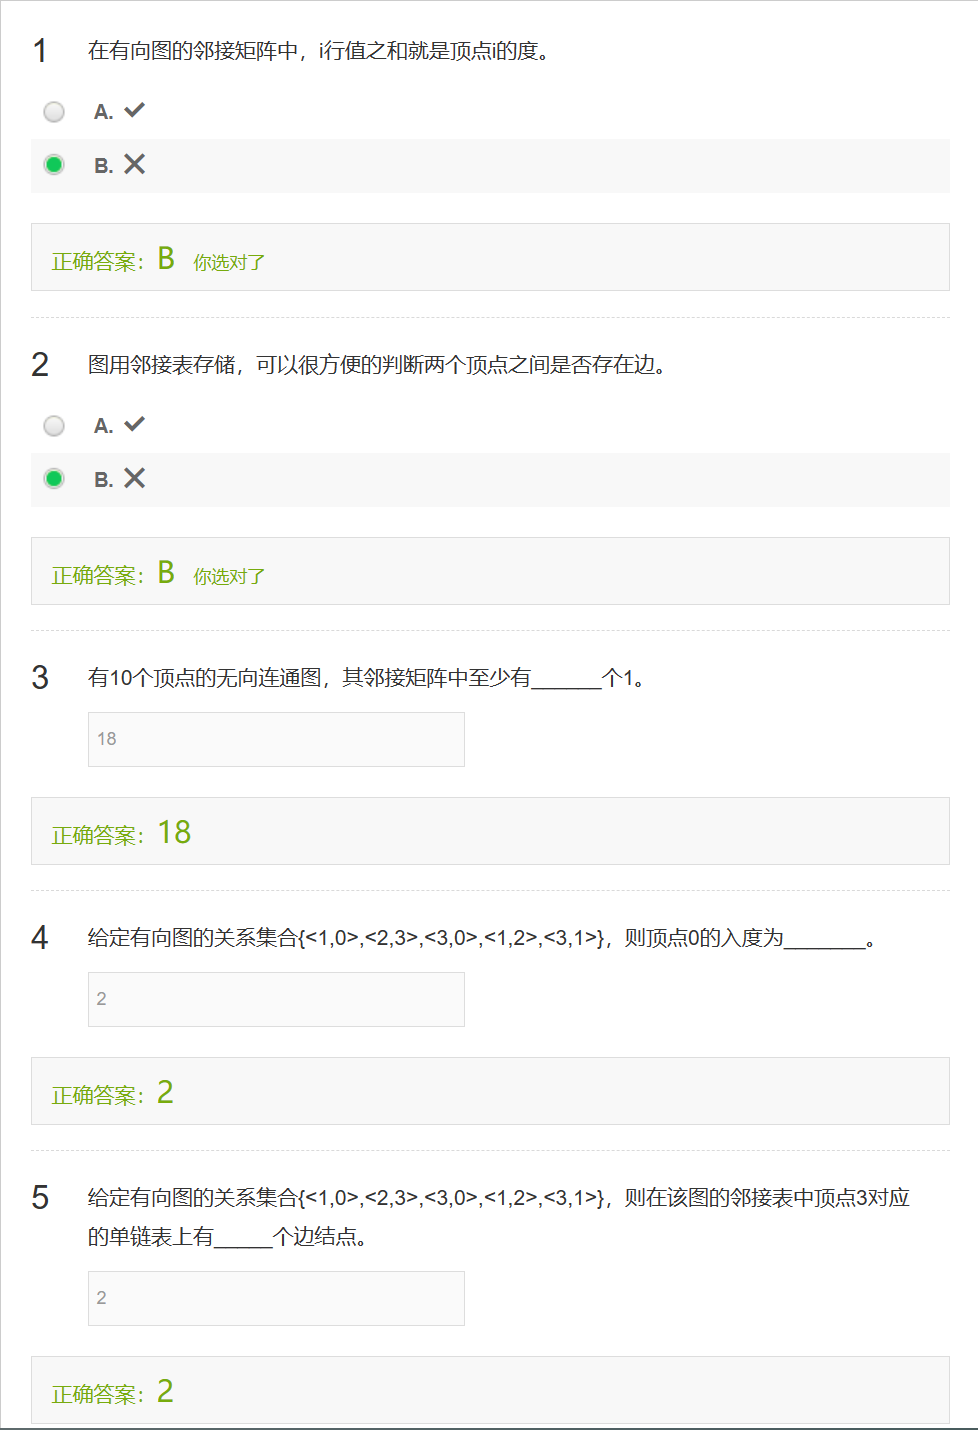 1 在有向图的邻接矩阵中，i行值之和就是顶点i的度。
A. ✓
B. ✕
正确答案：B 你选对了
2 图用邻接表存储，可以很方便的判断两个顶点之间是否存在边。
A. ✓
B. ✕
正确答案：B 你选对了
3 有10个顶点的无向连通图，其邻接矩阵中至少有______个1。
18
正确答案：18
4 给定有向图的关系集合{<1,0>,<2,3>,<3,0>,<1,2>,<3,1>}，则顶点0的入度为_______。
2
正确答案：2
5 给定有向图的关系集合{<1,0>,<2,3>,<3,0>,<1,2>,<3,1>}，则在该图的邻接表中顶点3对应
的单链表上有_____个边结点。
2
正确答案：2